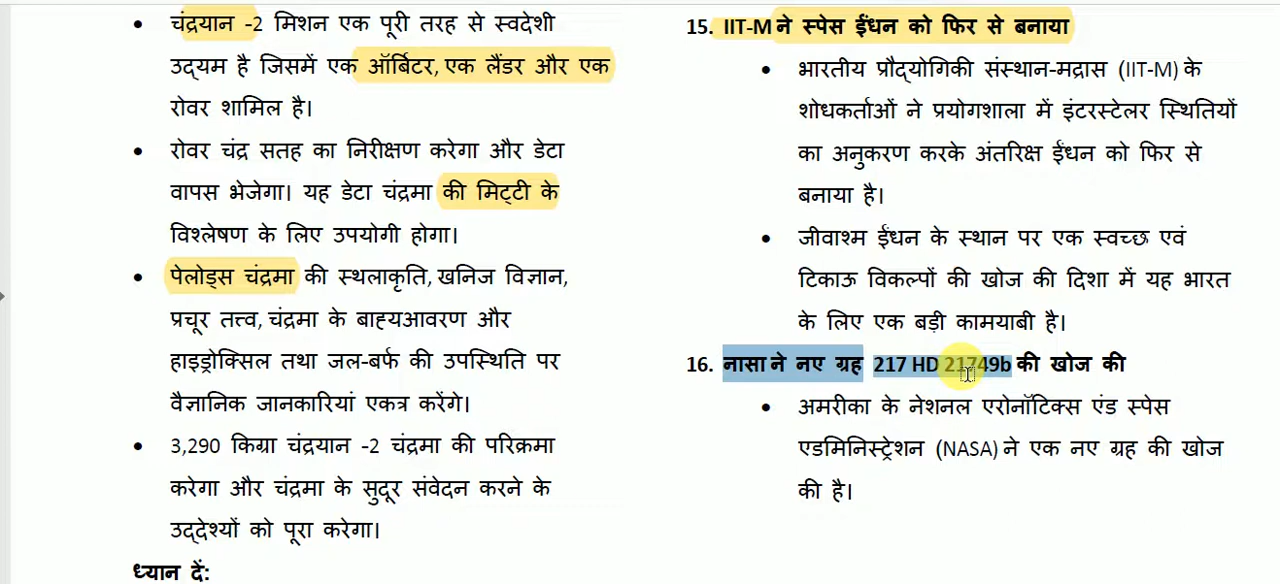 चंद्रयान -2 मिशन एक पूरी तरह से स्वदेशी
उद्यम है जिसमें एक ऑर्बिटर, एक लैंडर और एक
रोवर शामिल है।
रोवर चंद्र सतह का निरीक्षण करेगा और डेटा
वापस भेजेगा। यह डेटा चंद्रमा की मिट्टी के
विश्लेषण के लिए उपयोगी होगा।
पेलोड्स चंद्रमा की स्थलाकृति, खनिज विज्ञान,
प्रचूर तत्त्व, चंद्रमा के बाह्यआवरण और
हाइड्रोक्सिल तथा जल-बर्फ की उपस्थिति पर
वैज्ञानिक जानकारियां एकत्र करेंगे।
3,290 किग्रा चंद्रयान -2 चंद्रमा की परिक्रमा
करेगा और चंद्रमा के सुदूर संवेदन करने के
उद्देश्यों को पूरा करेगा।
ध्यान दें:
15. IIT-M ने स्पेस ईंधन को फिर से बनाया
भारतीय प्रौद्योगिकी संस्थान-मद्रास (IIT-M) के
शोधकर्ताओं ने प्रयोगशाला में इंटरस्टेलर स्थितियों
का अनुकरण करके अंतरिक्ष ईंधन को फिर से
बनाया है।
जीवाश्म ईंधन के स्थान पर एक स्वच्छ एवं
टिकाऊ विकल्पों की खोज की दिशा में यह भारत
के लिए एक बड़ी कामयाबी है।
16. नासा ने नए ग्रह 217 HD 21749b की खोज की
अमरीका के नेशनल एरोनॉटिक्स एंड स्पेस
एडमिनिस्ट्रेशन (NASA) ने एक नए ग्रह की खोज
की है।